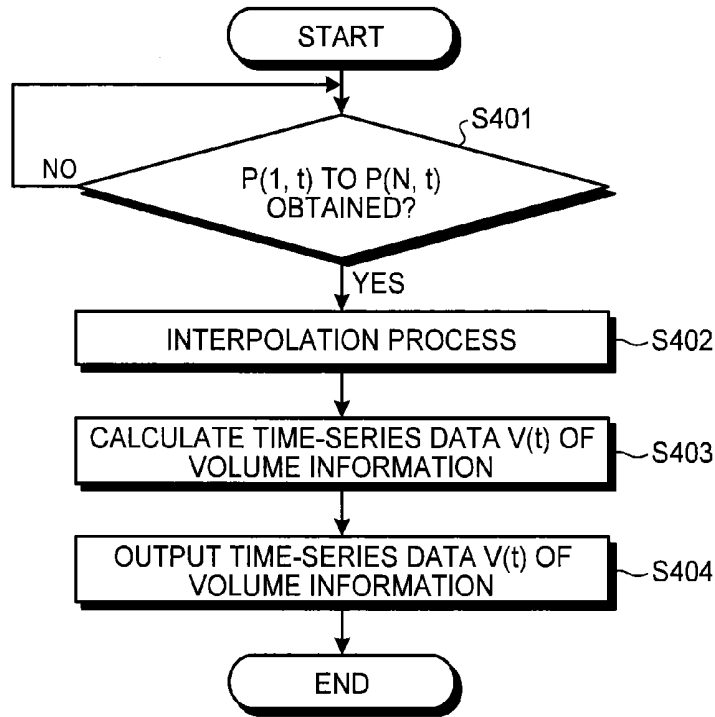 START
S401
NO
P(1, t) TO P(N, t)
OBTAINED?
YES
INTERPOLATION PROCESS
S402
CALCULATE TIME-SERIES DATA V(t) OF
VOLUME INFORMATION
S403
OUTPUT TIME-SERIES DATA V(t) OF
VOLUME INFORMATION
S404
END